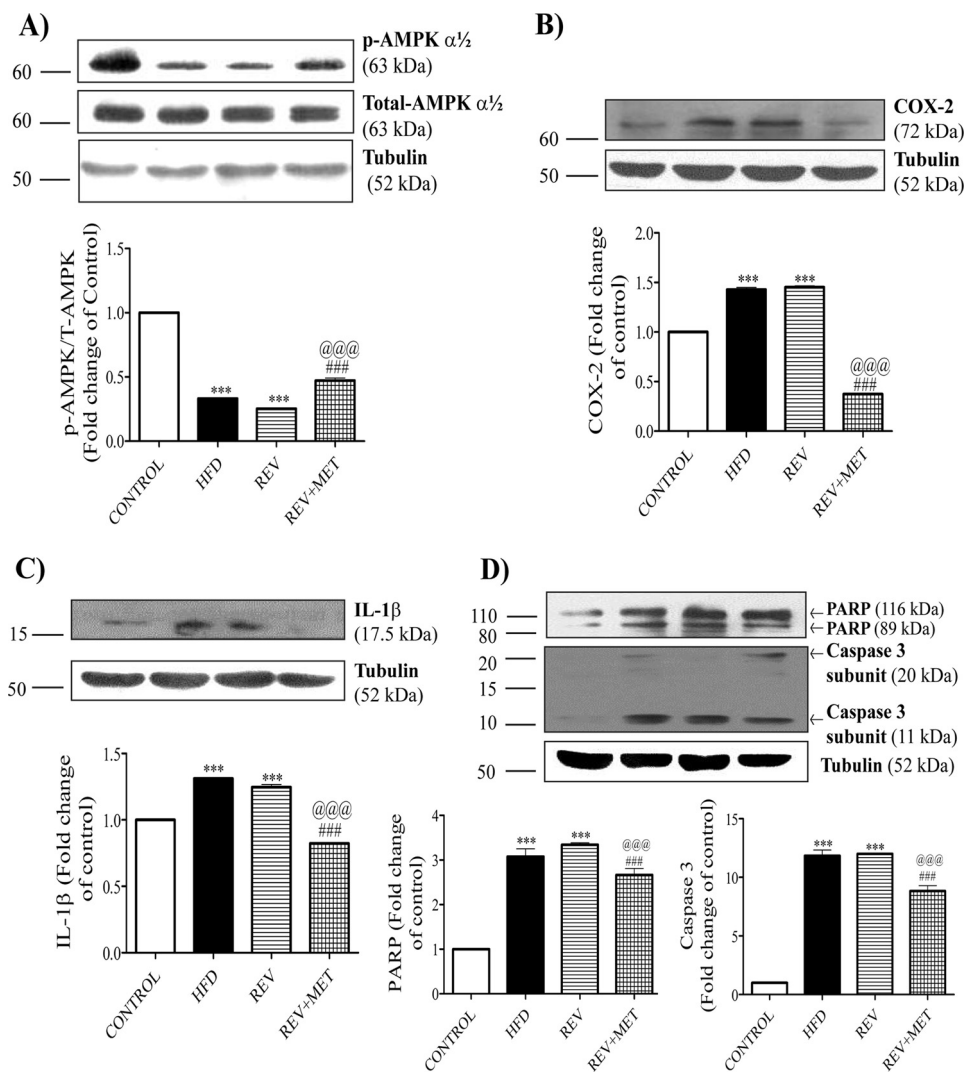 A)
p-AMPK α½
(63 kDa)
60
Total-AMPK α½
(63 kDa)
60
Tubulin
(52 kDa)
50
p-AMPK/T-AMPK
(Fold change of Control)
1.5
1.0
0.5
0.0
***
***
@@@
###
CONTROL
HFD
REV
REV+MET
B)
COX-2
(72 kDa)
60
Tubulin
(52 kDa)
50
COX-2 (Fold change
of control)
2.0
1.5
1.0
0.5
0.0
***
***
@@@
###
CONTROL
HFD
REV
REV+MET
C)
IL-1β
(17.5 kDa)
15
Tubulin
(52 kDa)
50
IL-1β (Fold change
of control)
1.5
1.0
0.5
0.0
***
***
@@@
###
CONTROL
HFD
REV
REV+MET
D)
110
←PARP (116 kDa)
80
←PARP (89 kDa)
20
←Caspase 3
subunit (20 kDa)
15
10
←Caspase 3
subunit (11 kDa)
50
Tubulin (52 kDa)
PARP (Fold change
of control)
4
3
2
1
0
***
***
@@@
###
CONTROL
HFD
REV
REV+MET
Caspase 3
(Fold change of control)
15
10
5
0
***
***
@@@
###
CONTROL
HFD
REV
REV+MET